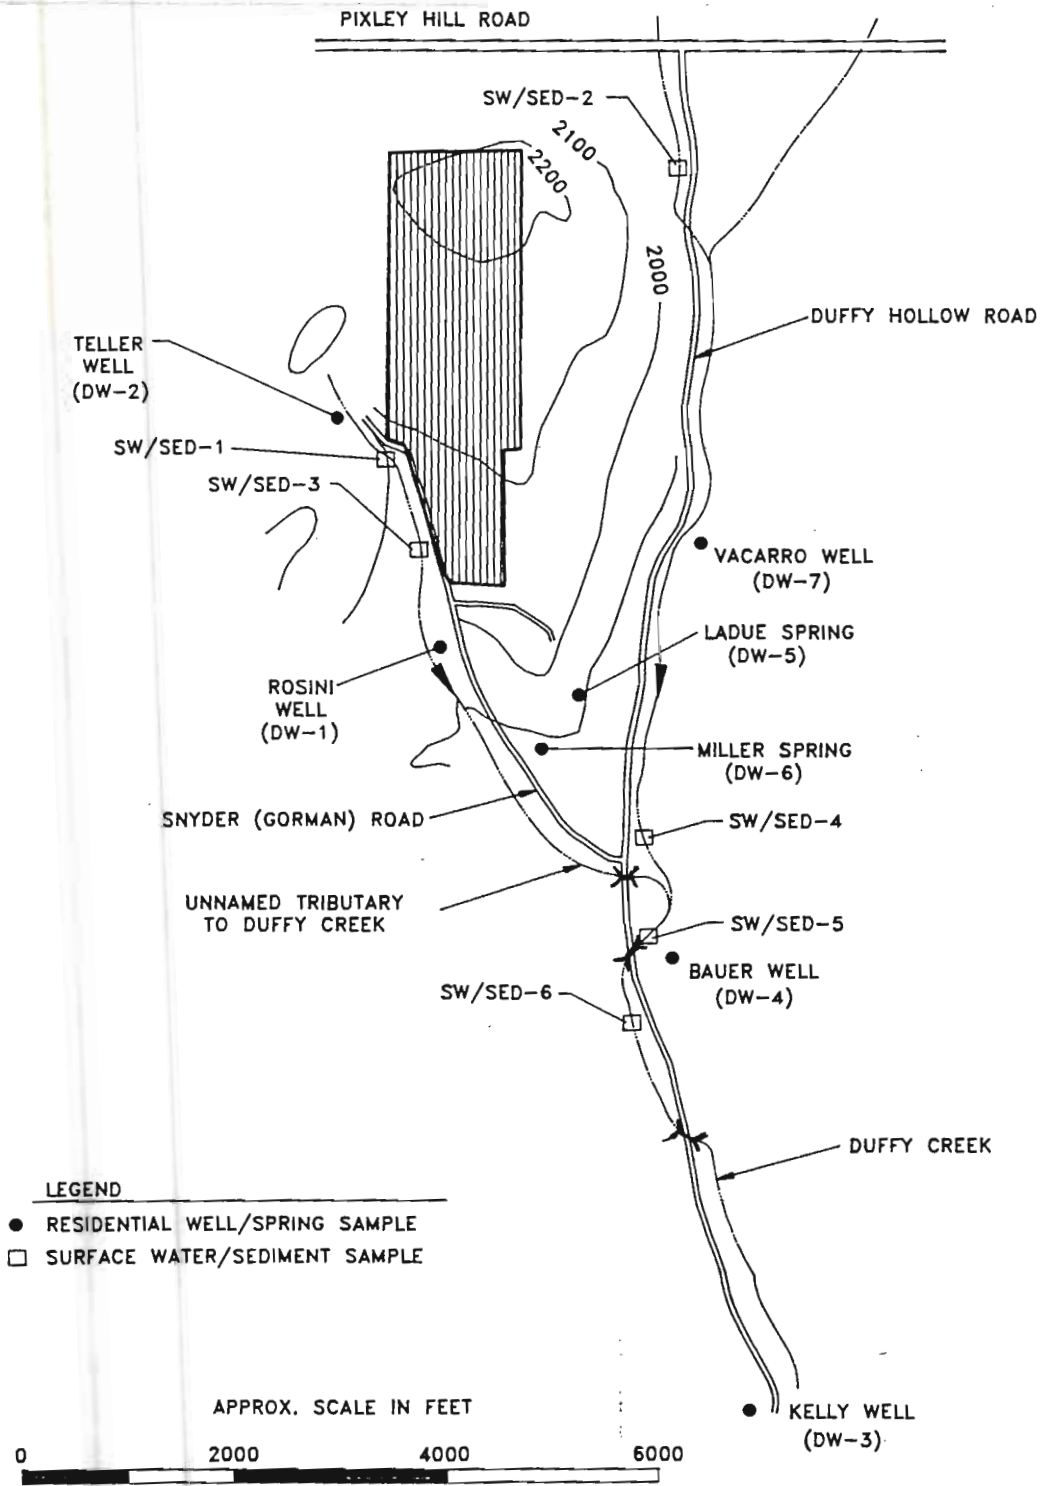 PIXLEY HILL ROAD
SW/SED-2
2100
2200
2000
DUFFY HOLLOW ROAD
TELLER
WELL
(DW-2)
SW/SED-1
SW/SED-3
VACARRO WELL
(DW-7)
LADUE SPRING
(DW-5)
ROSINI
WELL
(DW-1)
MILLER SPRING
(DW-6)
SNYDER (GORMAN) ROAD
SW/SED-4
UNNAMED TRIBUTARY
TO DUFFY CREEK
SW/SED-5
BAUER WELL
(DW-4)
SW/SED-6
DUFFY CREEK
LEGEND
RESIDENTIAL WELL/SPRING SAMPLE
SURFACE WATER/SEDIMENT SAMPLE
APPROX. SCALE IN FEET
0 2000 4000 6000
KELLY WELL
(DW-3)